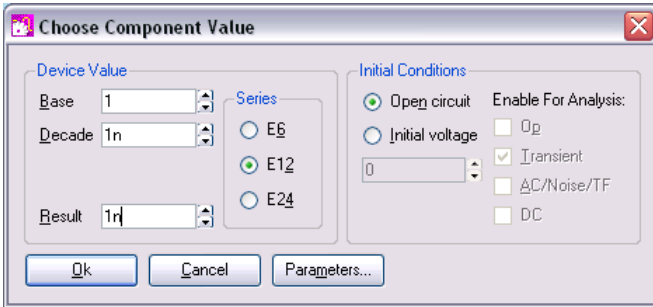 Choose Component Value
Device Value
Base 1
Decade 1n
Result 1n
Series
E6
E12
E24
Initial Conditions
Open circuit
Initial voltage
0
Enable For Analysis:
Op
Transient
AC/Noise/TF
DC
Ok Cancel Parameters...